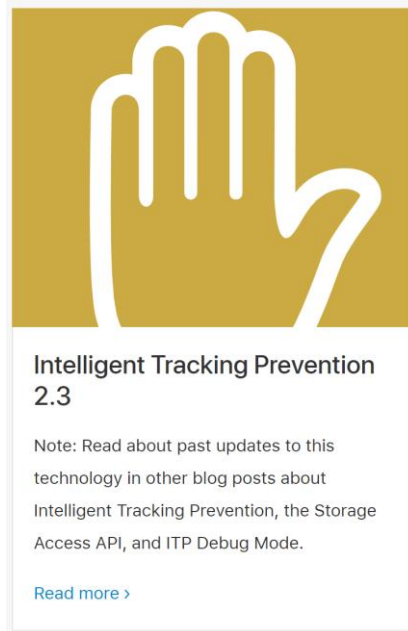 Intelligent Tracking Prevention
2.3
Note: Read about past updates to this
technology in other blog posts about
Intelligent Tracking Prevention, the Storage
Access API, and ITP Debug Mode.
Read more ›